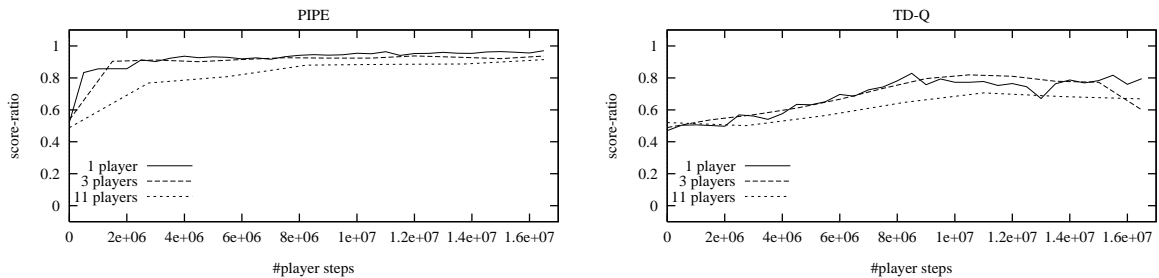 PIPE
score-ratio
1
0.8
0.6
0.4
0.2
0
1 player
3 players
11 players
0 2e+06 4e+06 6e+06 8e+06 1e+07 1.2e+07 1.4e+07 1.6e+07
#player steps
TD-Q
score-ratio
1
0.8
0.6
0.4
0.2
0
1 player
3 players
11 players
0 2e+06 4e+06 6e+06 8e+06 1e+07 1.2e+07 1.4e+07 1.6e+07
#player steps